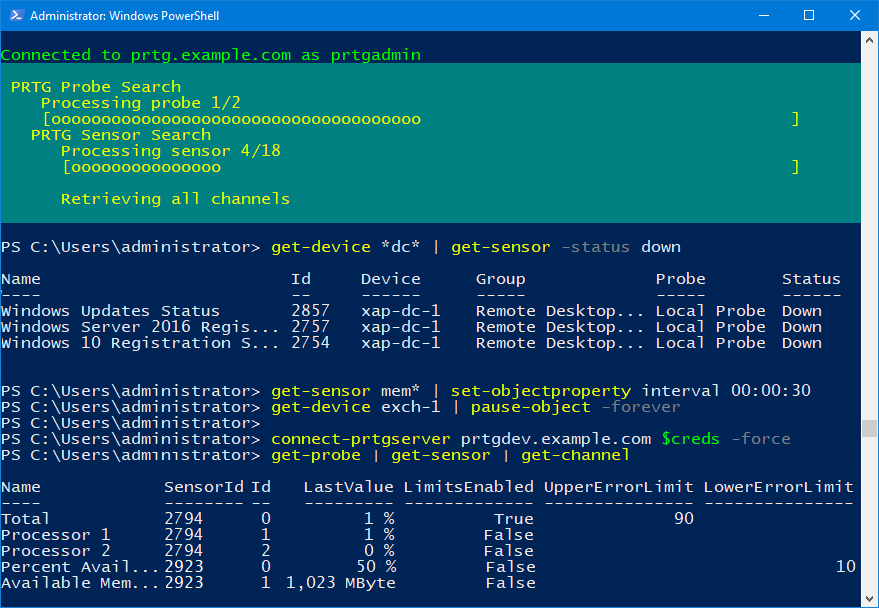 Administrator: Windows PowerShell
Connected to prtg.example.com as prtgadmin
PRTG Probe Search
Processing probe 1/2
[ooooooooooooooooooooooooooooooooooooo ]
PRTG Sensor Search
Processing sensor 4/18
[ooooooooooooooo ]
Retrieving all channels
PS C:\Users\administrator> get-device *dc* | get-sensor -status down
Name Id Device Group Probe Status
---- -- ------ ----- ----- ------
Windows Updates Status 2857 xap-dc-1 Remote Desktop... Local Probe Down
Windows Server 2016 Regis... 2757 xap-dc-1 Remote Desktop... Local Probe Down
Windows 10 Registration S... 2754 xap-dc-1 Remote Desktop... Local Probe Down
PS C:\Users\administrator> get-sensor mem* | set-objectproperty interval 00:00:30
PS C:\Users\administrator> get-device exch-1 | pause-object -forever
PS C:\Users\administrator>
PS C:\Users\administrator> connect-prtgserver prtgdev.example.com $creds -force
PS C:\Users\administrator> get-probe | get-sensor | get-channel
Name SensorId Id LastValue LimitsEnabled UpperErrorLimit LowerErrorLimit
---- -------- -- --------- ------------- --------------- ---------------
Total 2794 0 1 % True 90
Processor 1 2794 1 1 % False
Processor 2 2794 2 0 % False
Percent Avail... 2923 0 50 % False 10
Available Mem... 2923 1 1,023 MByte False